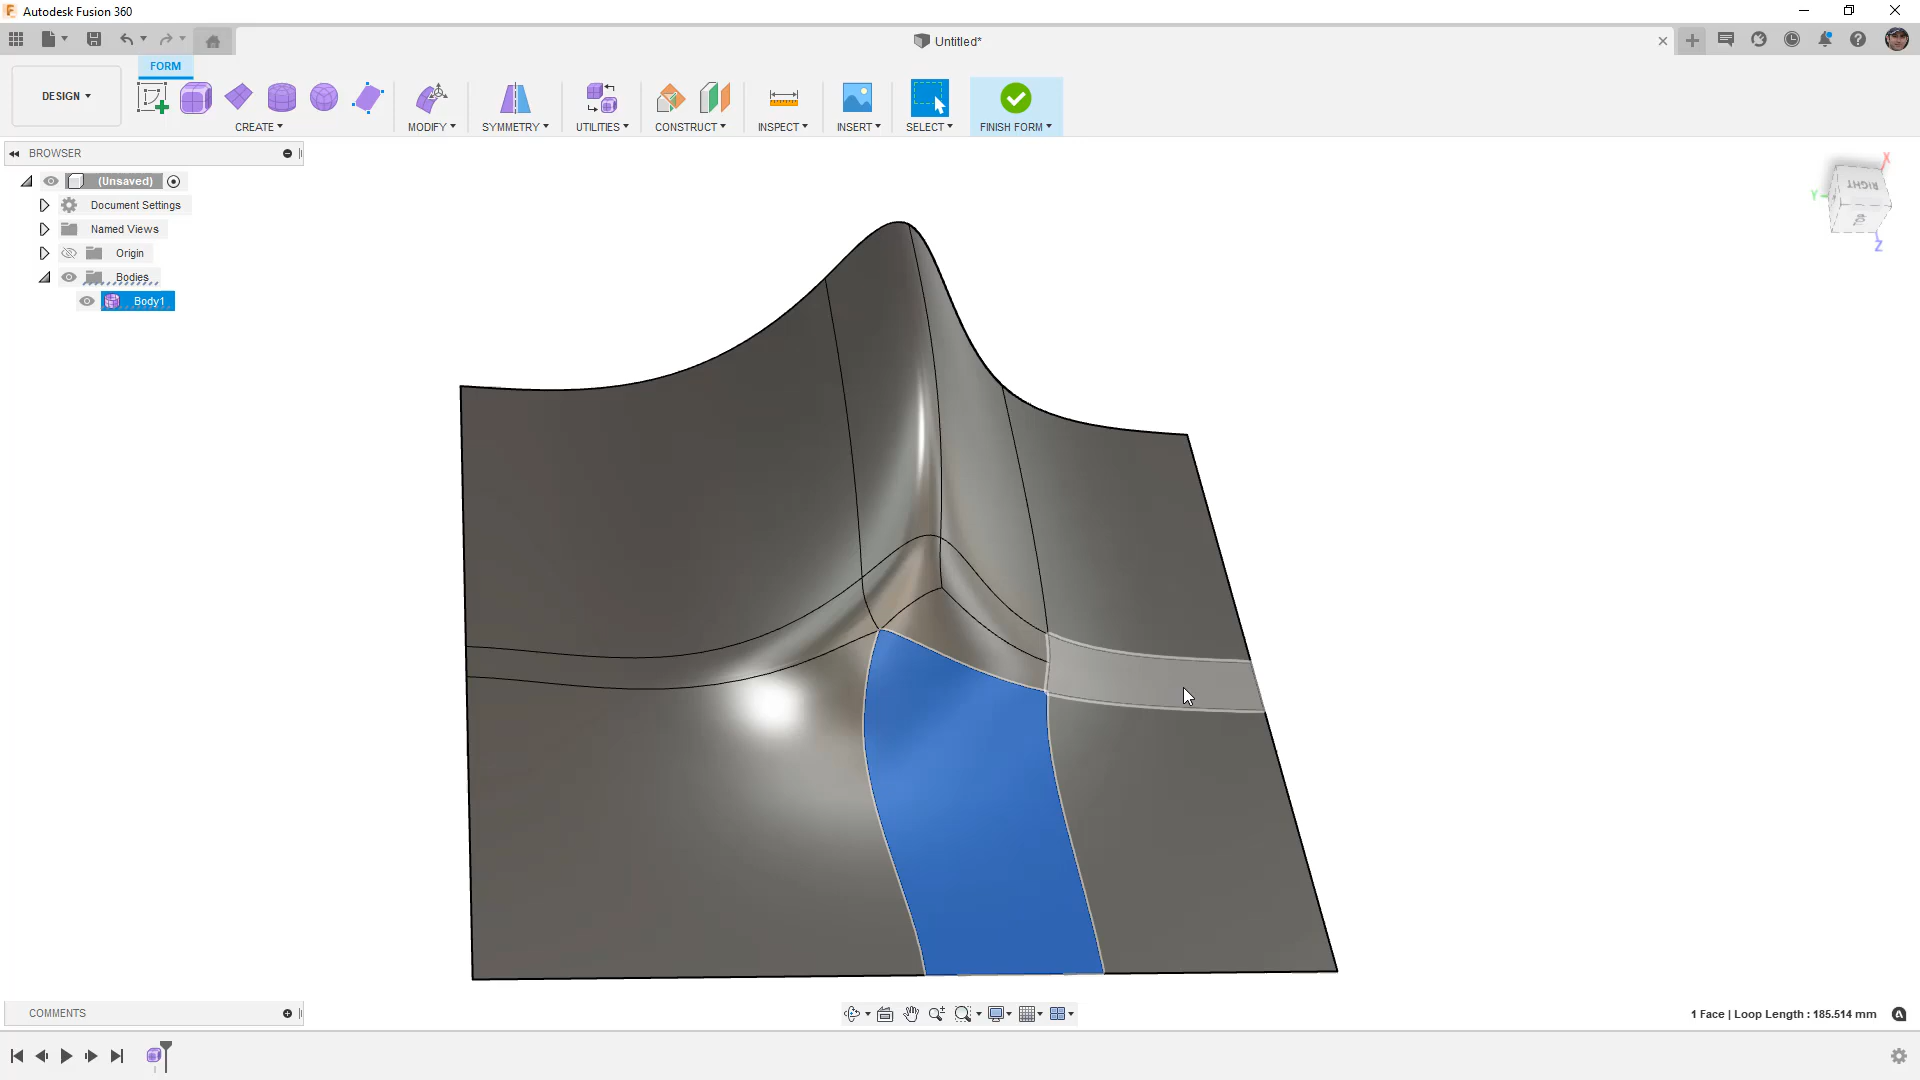 Autodesk Fusion 360
Untitled*
FORM
DESIGN
CREATE
MODIFY
SYMMETRY
UTILITIES
CONSTRUCT
INSPECT
INSERT
SELECT
FINISH FORM
BROWSER
(Unsaved)
Document Settings
Named Views
Origin
Bodies
Body1
X
Y
Z
RIGHT
COMMENTS
1 Face | Loop Length : 185.514 mm